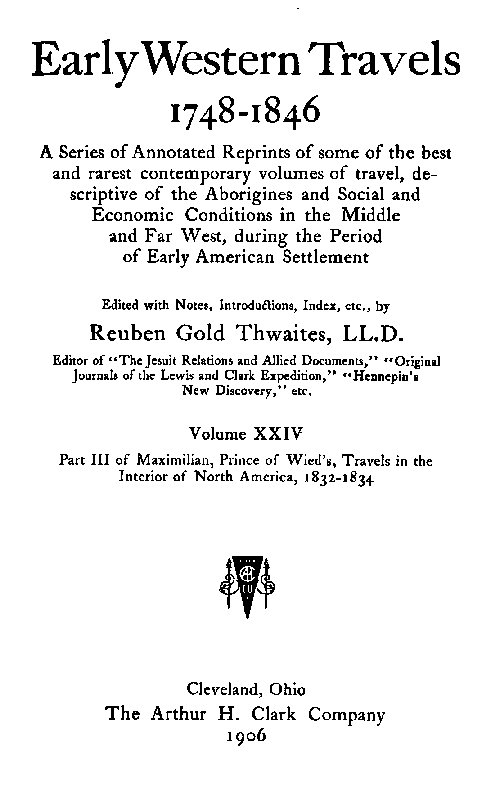 Early Western Travels
1748-1846
A Series of Annotated Reprints of some of the best
and rarest contemporary volumes of travel, de-
scriptive of the Aborigines and Social and
Economic Conditions in the Middle
and Far West, during the Period
of Early American Settlement
Edited with Notes, Introductions, Index, etc., by
Reuben Gold Thwaites, LL.D.
Editor of "The Jesuit Relations and Allied Documents," "Original
Journals of the Lewis and Clark Expedition," "Hennepin's
New Discovery," etc.
Volume XXIV
Part III of Maximilian, Prince of Wied's, Travels in the
Interior of North America, 1832-1834
Cleveland, Ohio
The Arthur H. Clark Company
1906